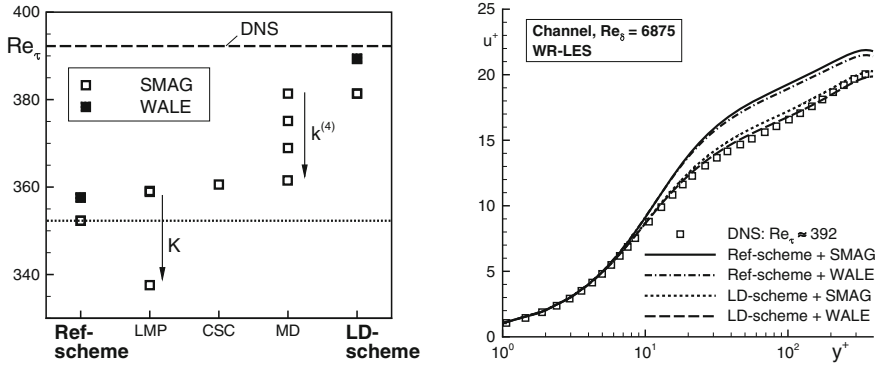 400
Re_τ
380
360
340
DNS
SMAG
WALE
k^(4)
K
Ref-scheme
LMP
CSC
MD
LD-scheme
25
u^+
20
15
10
5
0
Channel, Re_δ = 6875
WR-LES
DNS: Re_τ ≈ 392
Ref-scheme + SMAG
Ref-scheme + WALE
LD-scheme + SMAG
LD-scheme + WALE
10^0
10^1
10^2
y^+